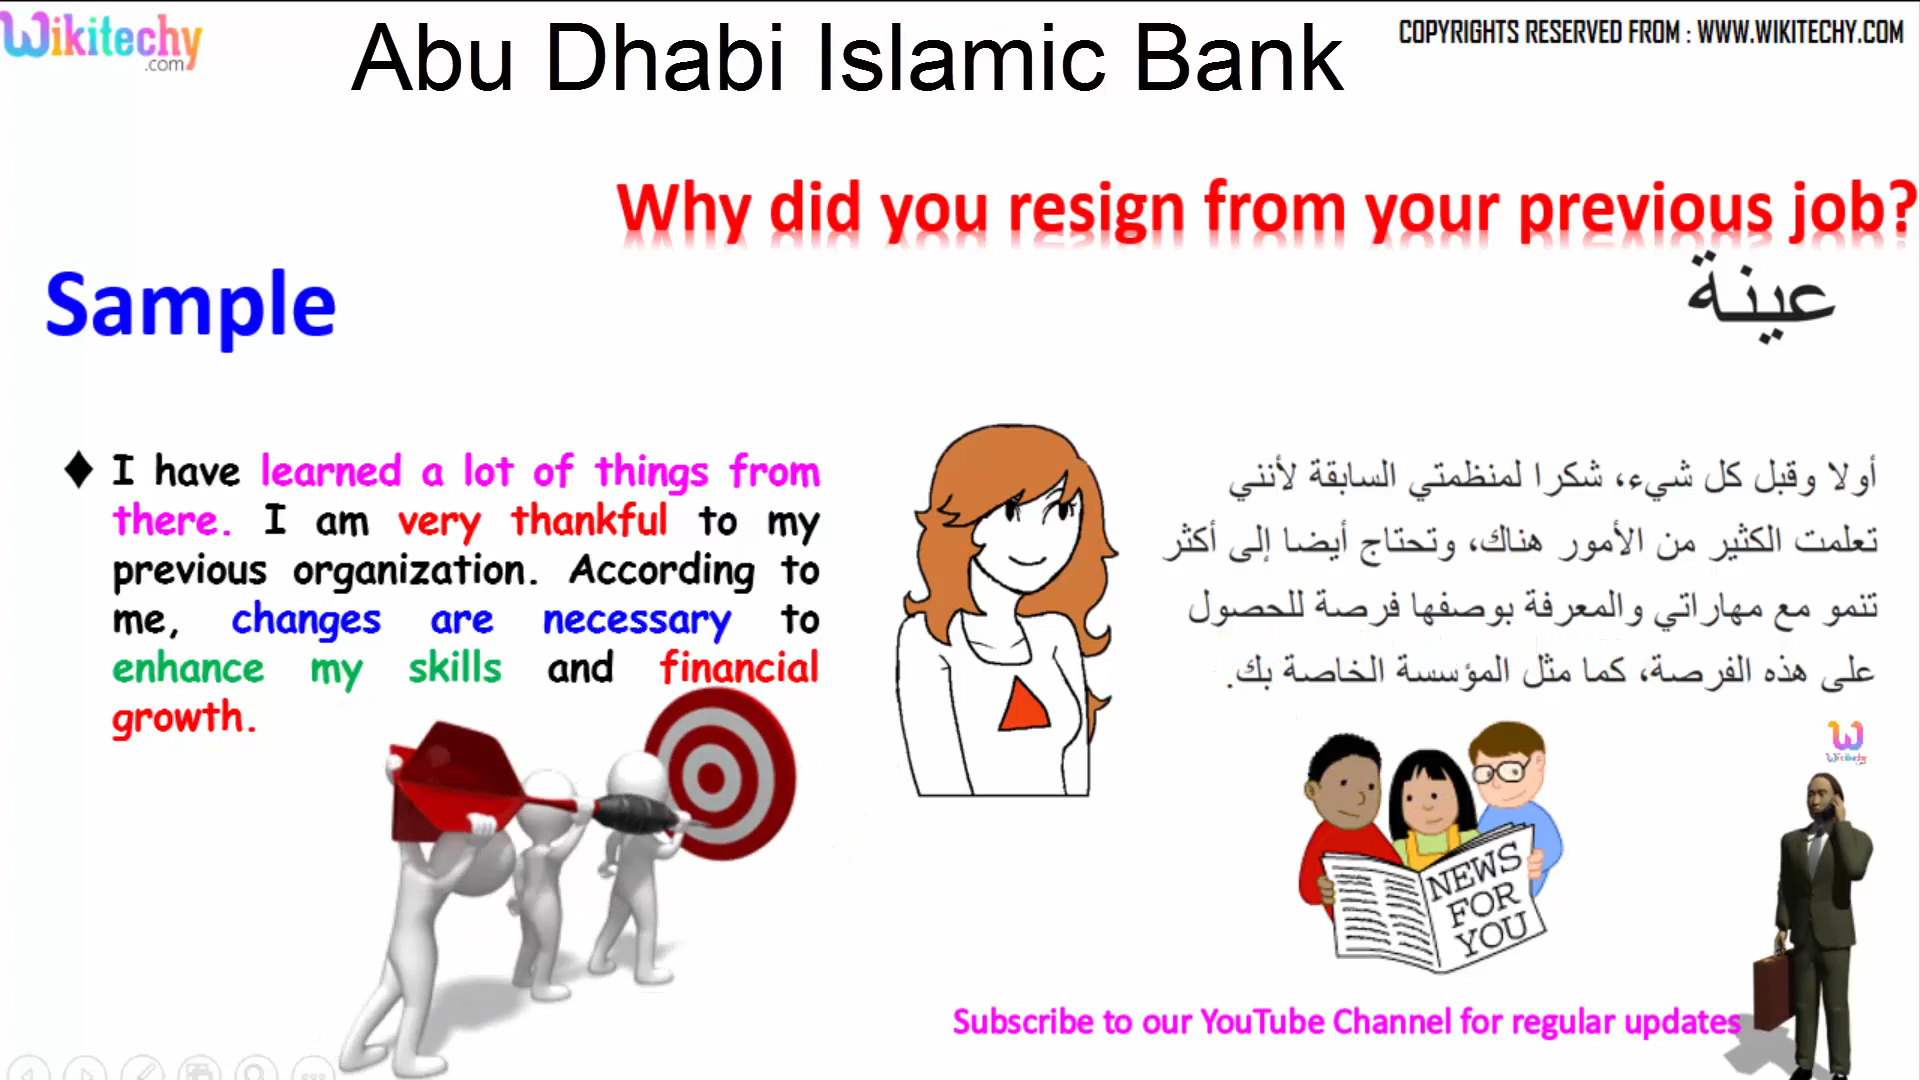 Wikitechy
.com
Abu Dhabi Islamic Bank
COPYRIGHTS RESERVED FROM : WWW.WIKITECHY.COM
Why did you resign from your previous job?
Sample
عينة
♦ I have learned a lot of things from
there. I am very thankful to my
previous organization. According to
me, changes are necessary to
enhance my skills and financial
growth.
أولا وقبل كل شيء، شكرا لمنظمتي السابقة لأنني
تعلمت الكثير من الأمور هناك، وتحتاج أيضا إلى أكثر
تنمو مع مهاراتي والمعرفة بوصفها فرصة للحصول
على هذه الفرصة، كما مثل المؤسسة الخاصة بك.
W
Wikitechy
NEWS
FOR
YOU
Subscribe to our YouTube Channel for regular updates